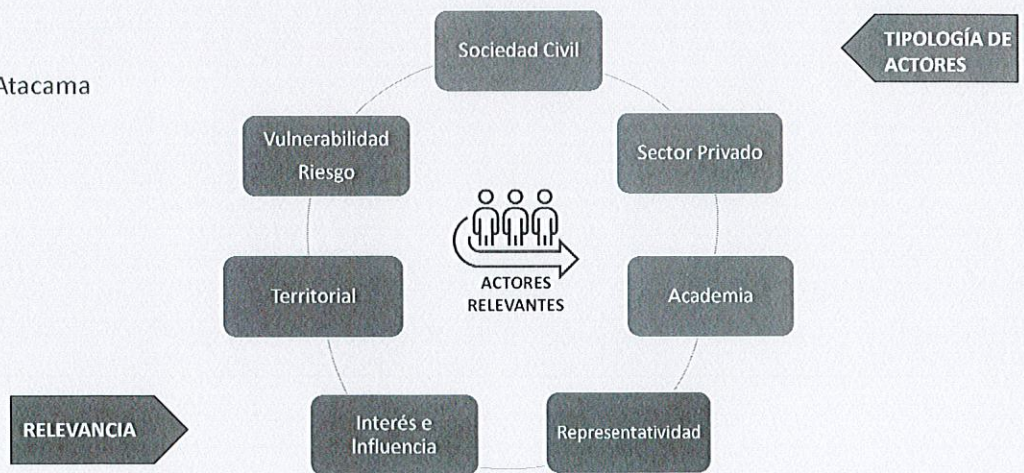 Sociedad Civil
TIPOLOGÍA DE
ACTORES
Atacama
Vulnerabilidad
Riesgo
Sector Privado
ACTORES
RELEVANTES
Territorial
Academia
RELEVANCIA
Interés e
Influencia
Representatividad